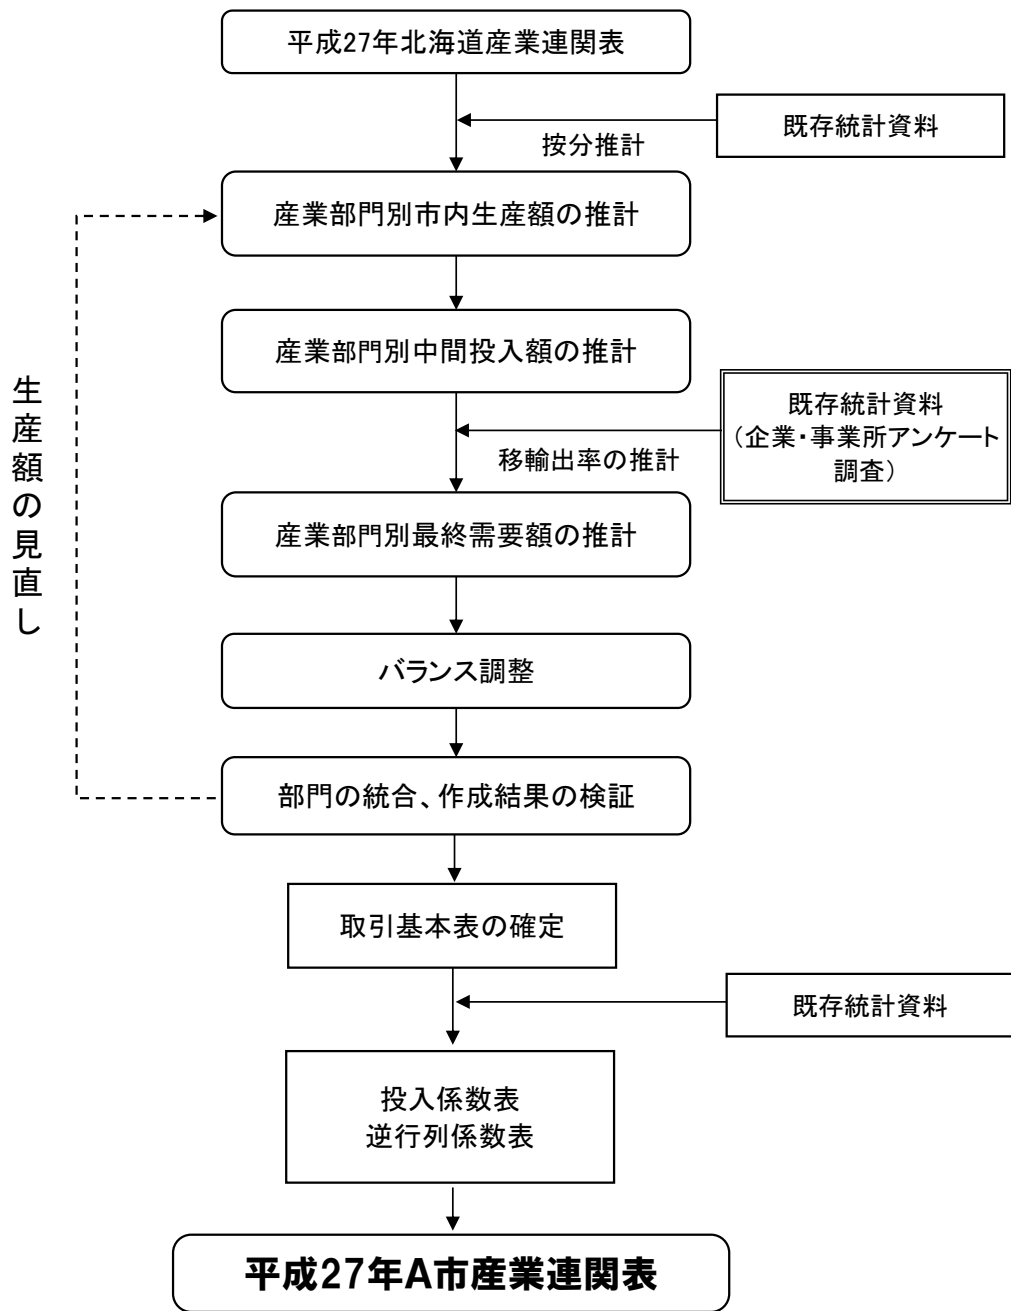 平成27年北海道産業連関表
既存統計資料
按分推計
産業部門別市内生産額の推計
産業部門別中間投入額の推計
既存統計資料
（企業・事業所アンケート
調査）
移輸出率の推計
産業部門別最終需要額の推計
生産額の見直し
バランス調整
部門の統合、作成結果の検証
取引基本表の確定
既存統計資料
投入係数表
逆行列係数表
平成27年A市産業連関表